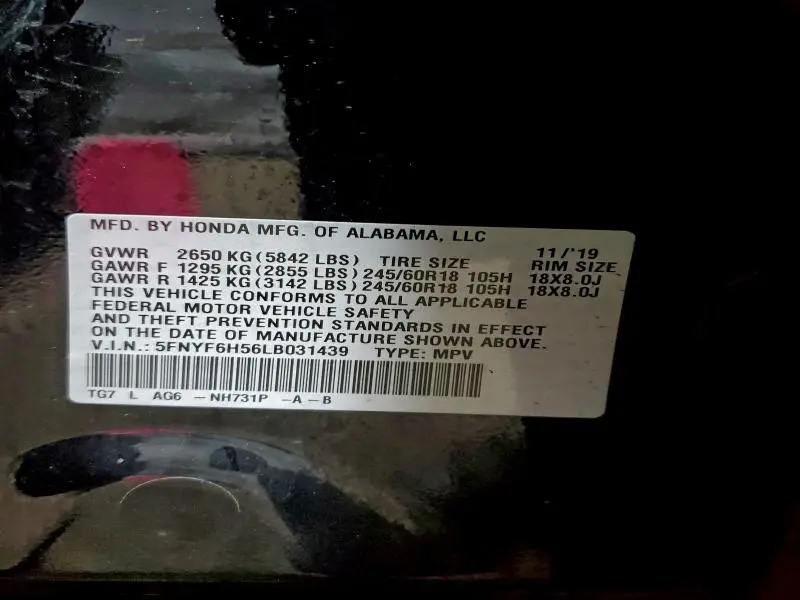 MFD. BY HONDA MFG. OF ALABAMA, LLC
GVWR 2650 KG (5842 LBS) TIRE SIZE 11/'19 RIM SIZE
GAWR F 1295 KG (2855 LBS) 245/60R18 105H 18X8.0J
GAWR R 1425 KG (3142 LBS) 245/60R18 105H 18X8.0J
THIS VEHICLE CONFORMS TO ALL APPLICABLE
FEDERAL MOTOR VEHICLE SAFETY
AND THEFT PREVENTION STANDARDS IN EFFECT
ON THE DATE OF MANUFACTURE SHOWN ABOVE.
V.I.N.: 5FNYF6H56LB031439 TYPE: MPV
TG7 L AG6 -NH731P -A-B